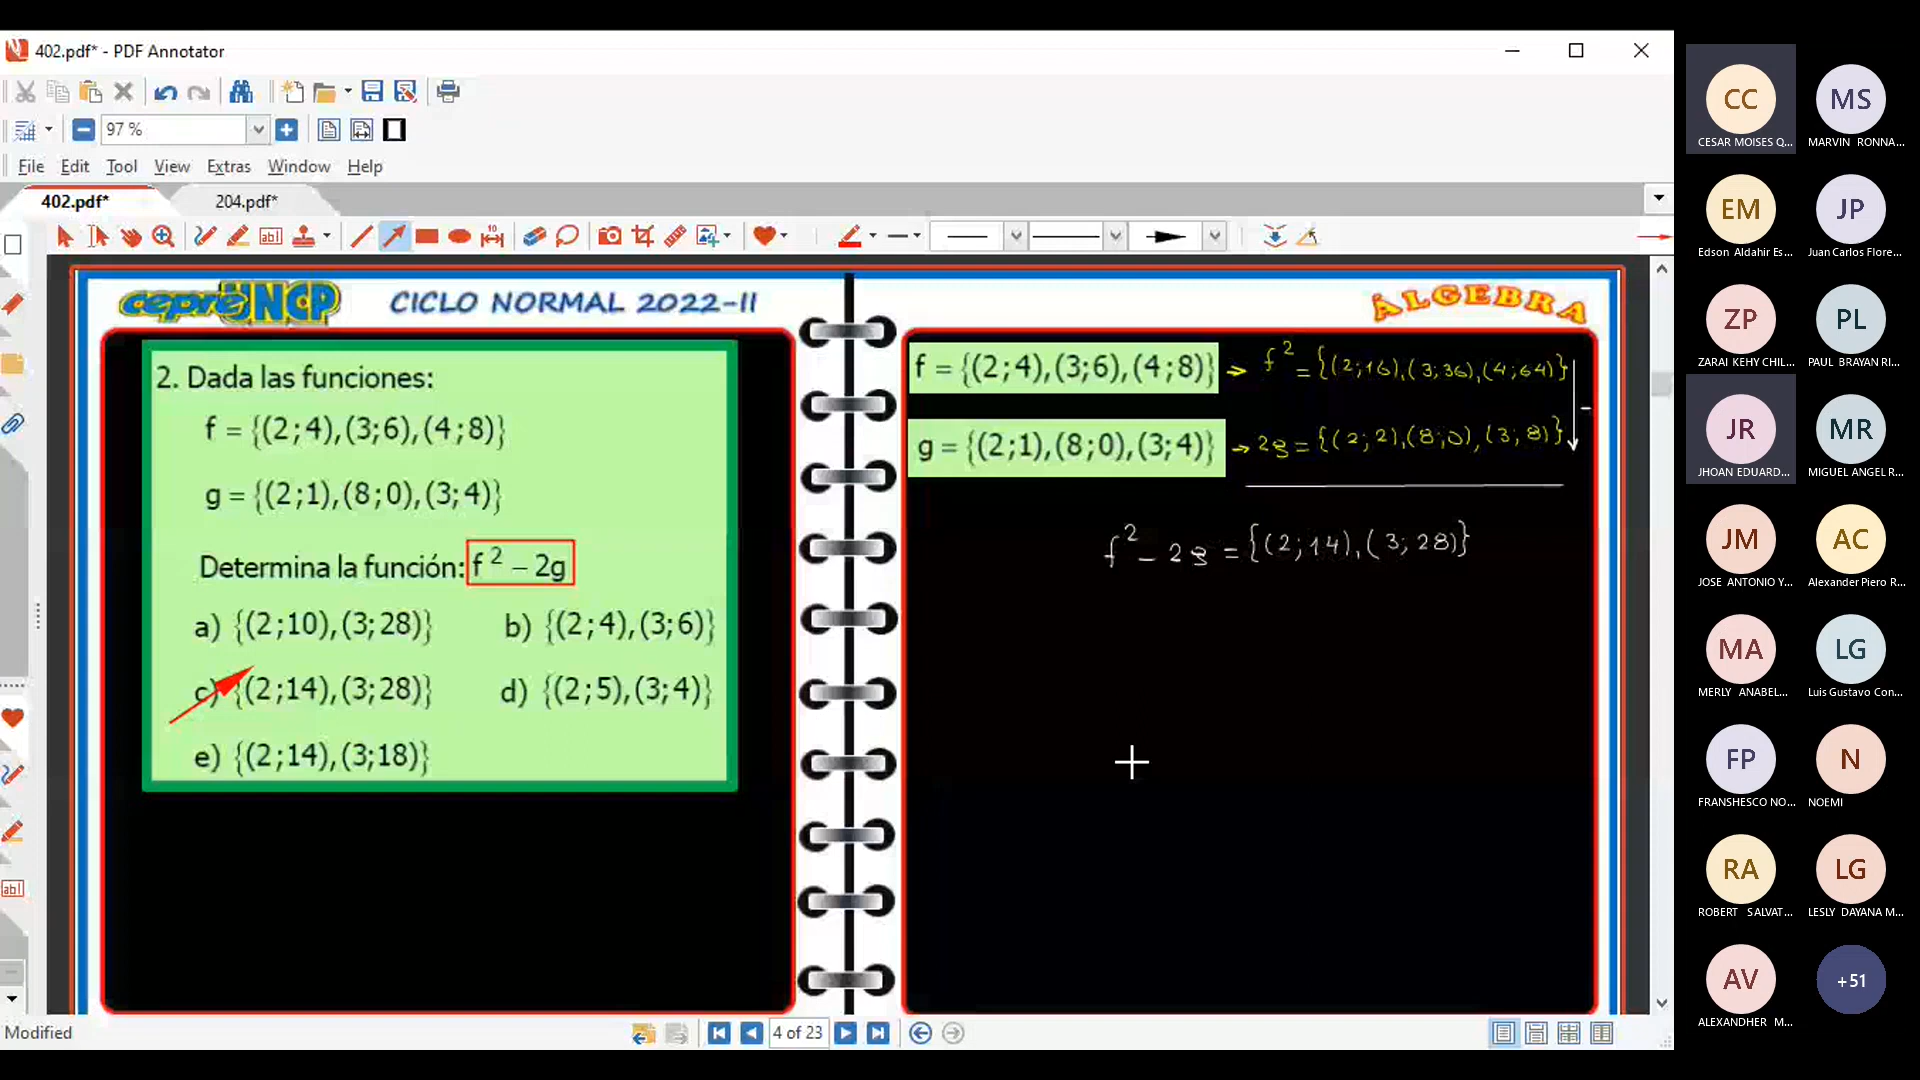 402.pdf* - PDF Annotator
97 %
File Edit Tool View Extras Window Help
402.pdf* 204.pdf*
cepre UNCP CICLO NORMAL 2022-II ALGEBRA
2. Dada las funciones:
f = {(2;4),(3;6),(4;8)}
g = {(2;1),(8;0),(3;4)}
Determina la función: f² – 2g
a) {(2;10),(3;28)} b) {(2;4),(3;6)}
c) {(2;14),(3;28)} d) {(2;5),(3;4)}
e) {(2;14),(3;18)}
f = {(2;4),(3;6),(4;8)} → f² = {(2;16),(3;36),(4;64)}
g = {(2;1),(8;0),(3;4)} → 2g = {(2;2),(8;0),(3;8)} -
f² - 2g = {(2;14),(3;28)}
Modified 4 of 23
CC MS
CESAR MOISES Q... MARVIN RONNA...
EM JP
Edson Aldahir Es... Juan Carlos Flore...
ZP PL
ZARAI KEHY CHIL... PAUL BRAYAN RI...
JR MR
JHOAN EDUARD... MIGUEL ANGEL R...
JM AC
JOSE ANTONIO Y... Alexander Piero R...
MA LG
MERLY ANABEL... Luis Gustavo Con...
FP N
FRANSHESCO NO... NOEMI
RA LG
ROBERT SALVAT... LESLY DAYANA M...
AV +51
ALEXANDHER M...